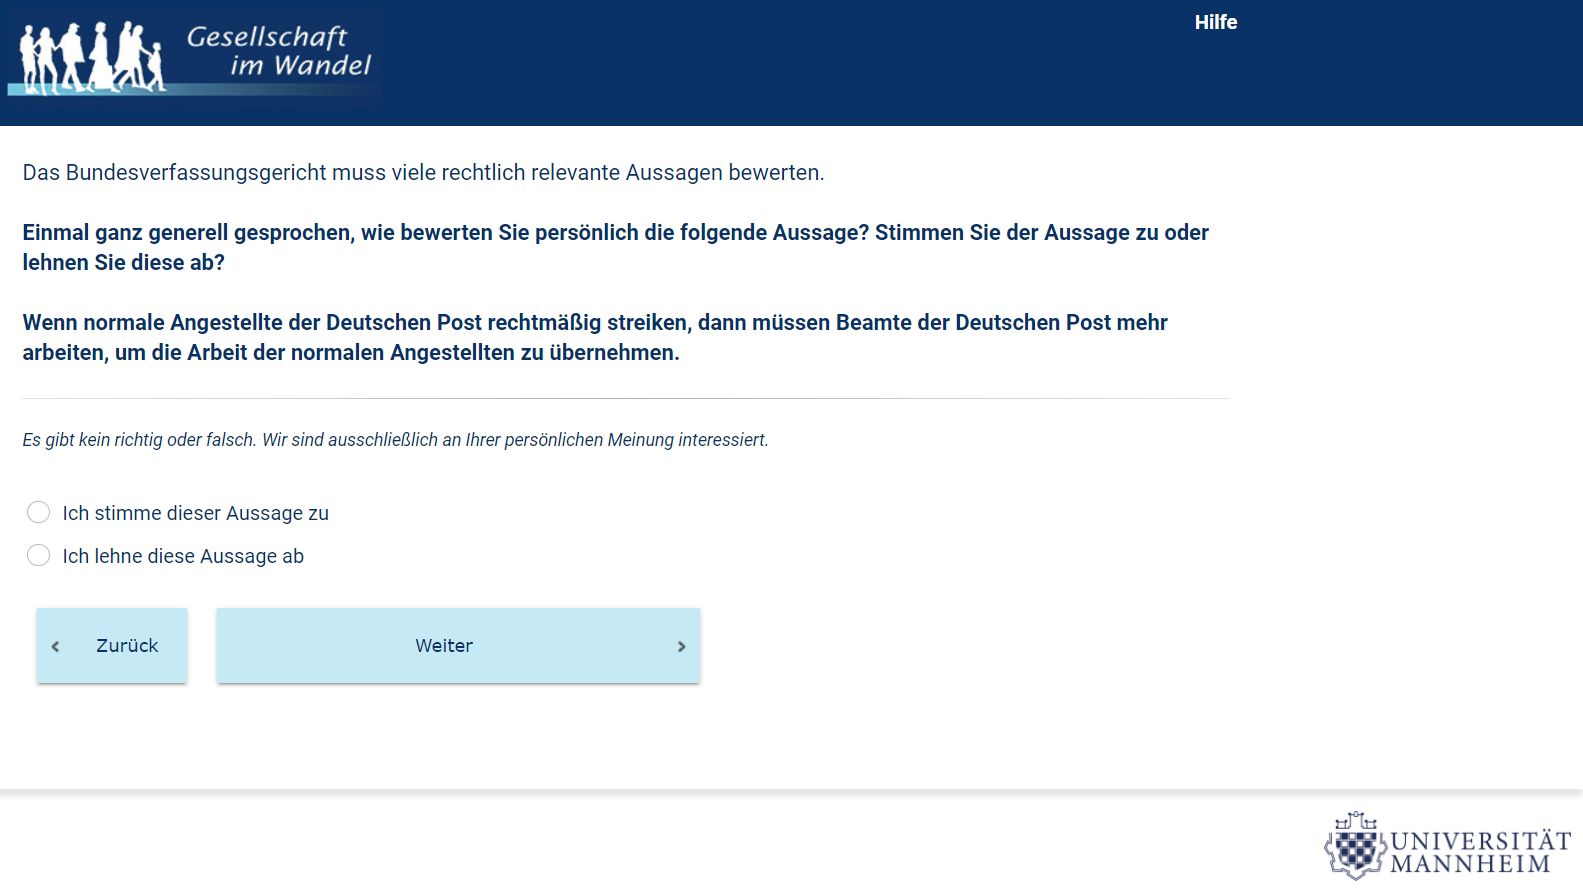 Gesellschaft
im Wandel
Hilfe
Das Bundesverfassungsgericht muss viele rechtlich relevante Aussagen bewerten.
Einmal ganz generell gesprochen, wie bewerten Sie persönlich die folgende Aussage? Stimmen Sie der Aussage zu oder
lehnen Sie diese ab?
Wenn normale Angestellte der Deutschen Post rechtmäßig streiken, dann müssen Beamte der Deutschen Post mehr
arbeiten, um die Arbeit der normalen Angestellten zu übernehmen.
Es gibt kein richtig oder falsch. Wir sind ausschließlich an Ihrer persönlichen Meinung interessiert.
Ich stimme dieser Aussage zu
Ich lehne diese Aussage ab
Zurück
Weiter
UNIVERSITÄT
MANNHEIM